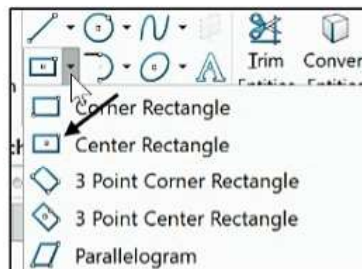 Trim Conver
Corner Rectangle
Center Rectangle
3 Point Corner Rectangle
3 Point Center Rectangle
Parallelogram